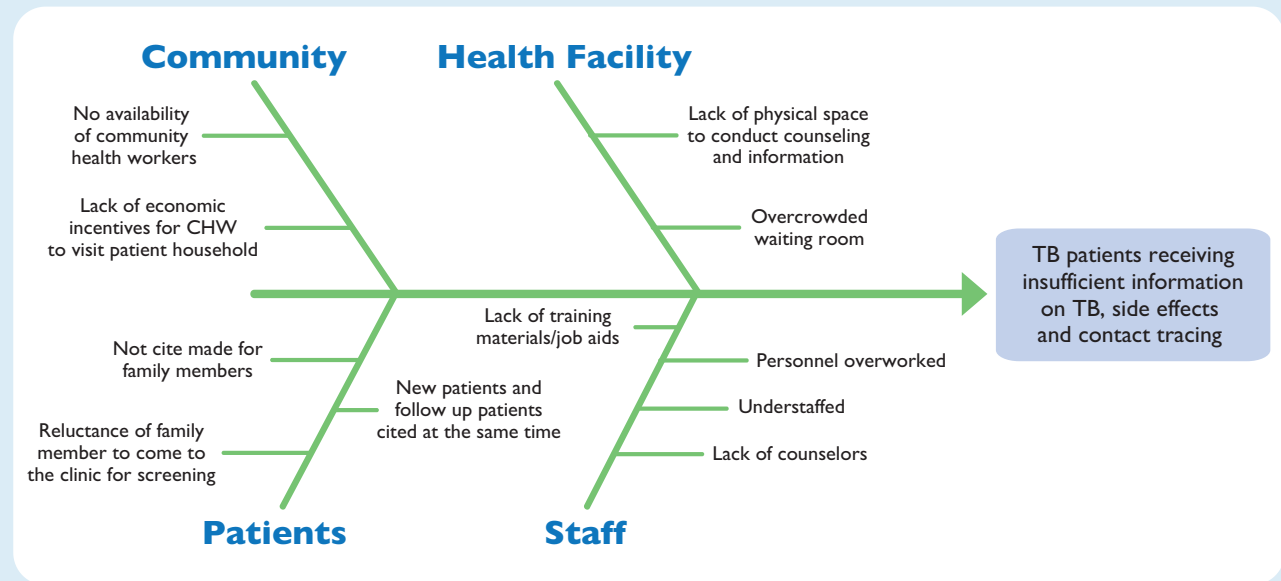 Community
Health Facility
No availability
of community
health workers
Lack of economic
incentives for CHW
to visit patient household
Lack of physical space
to conduct counseling
and information
Overcrowded
waiting room
TB patients receiving
insufficient information
on TB, side effects
and contact tracing
Not cite made for
family members
New patients and
follow up patients
cited at the same time
Reluctance of family
member to come to
the clinic for screening
Lack of training
materials/job aids
Personnel overworked
Understaffed
Lack of counselors
Patients
Staff